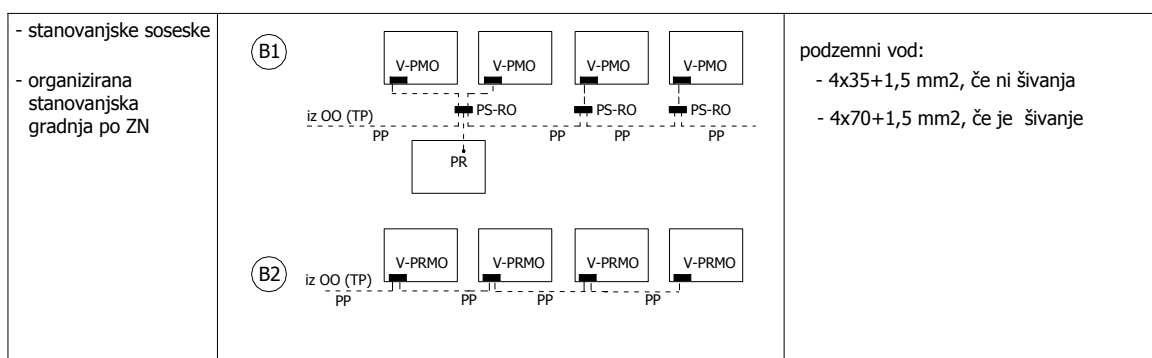 - stanovanjske soseske
- organizirana
stanovanjska
gradnja po ZN
B1
V-PMO
V-PMO
V-PMO
V-PMO
PS-RO
PS-RO
PS-RO
iz OO (TP)
PP
PP
PP
PP
PR
B2
V-PRMO
V-PRMO
V-PRMO
V-PRMO
iz OO (TP)
PP
PP
PP
PP
podzemni vod:
- 4x35+1,5 mm2, če ni šivanja
- 4x70+1,5 mm2, če je šivanje